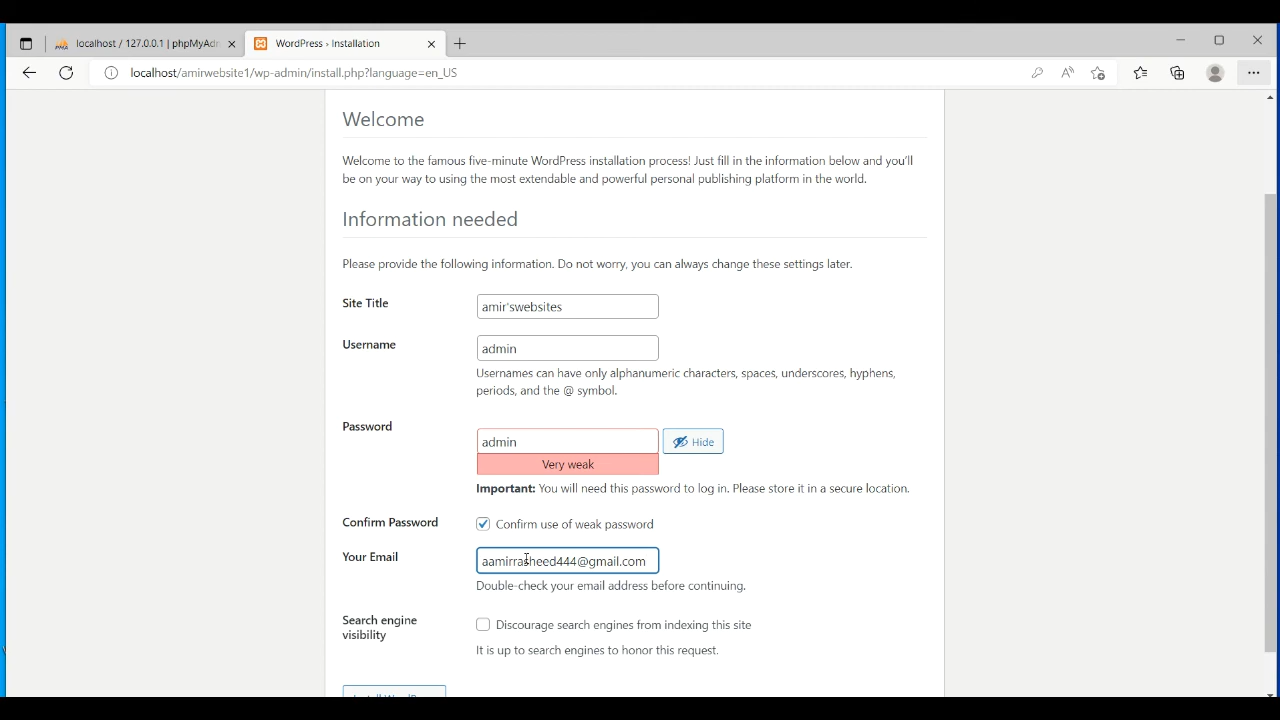 localhost / 127.0.0.1 | phpMyAdn
WordPress › Installation
localhost/amirwebsite1/wp-admin/install.php?language=en_US
Welcome
Welcome to the famous five-minute WordPress installation process! Just fill in the information below and you'll
be on your way to using the most extendable and powerful personal publishing platform in the world.
Information needed
Please provide the following information. Do not worry, you can always change these settings later.
Site Title
amir'swebsites
Username
admin
Usernames can have only alphanumeric characters, spaces, underscores, hyphens,
periods, and the @ symbol.
Password
admin
Hide
Very weak
Important: You will need this password to log in. Please store it in a secure location.
Confirm Password
Confirm use of weak password
Your Email
aamirrasheed444@gmail.com
Double-check your email address before continuing.
Search engine
visibility
Discourage search engines from indexing this site
It is up to search engines to honor this request.